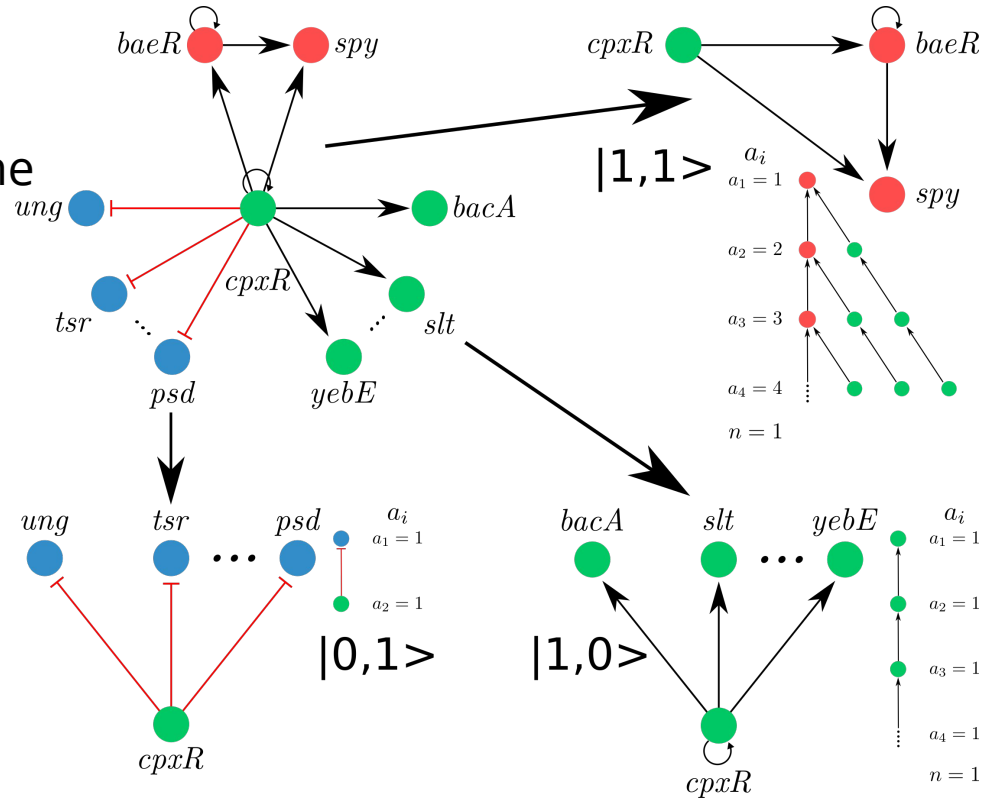 baeR
spy
cpxR
baeR
|1,1>
a_i
a_1 = 1
spy
ne
ung
bacA
a_2 = 2
cpxR
tsr
slt
a_3 = 3
psd
yebE
a_4 = 4
n = 1
ung
tsr
psd
a_i
a_1 = 1
a_2 = 1
|0,1>
cpxR
bacA
slt
yebE
a_i
a_1 = 1
a_2 = 1
|1,0>
a_3 = 1
a_4 = 1
cpxR
n = 1